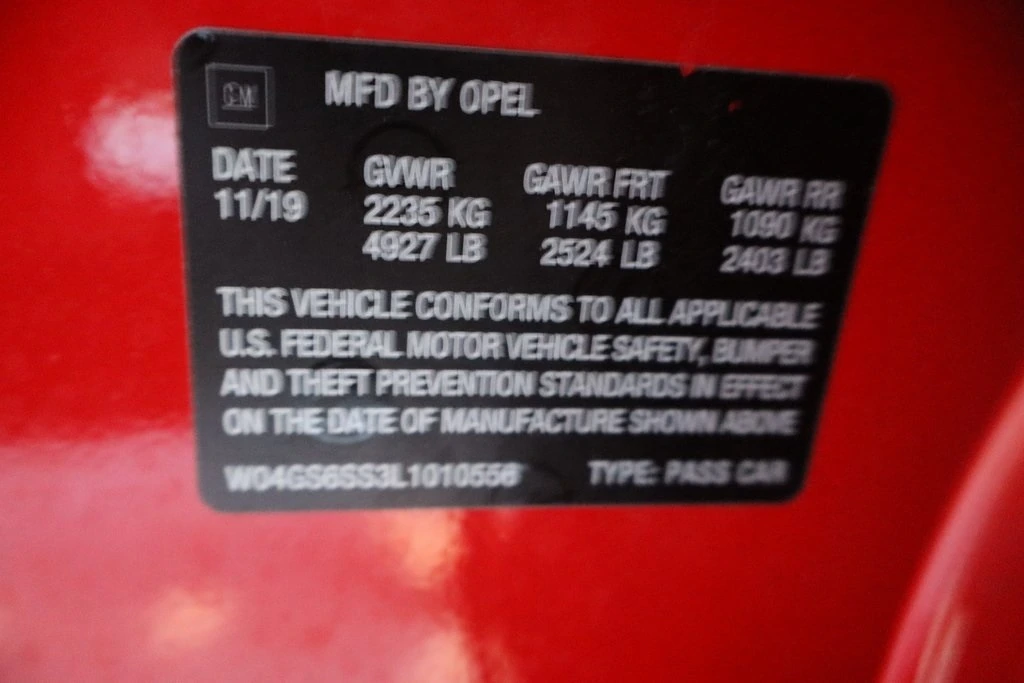 GM
MFD BY OPEL
DATE GVWR GAWR FRT GAWR RR
11/19 2235 KG 1145 KG 1090 KG
4927 LB 2524 LB 2403 LB
THIS VEHICLE CONFORMS TO ALL APPLICABLE
U.S. FEDERAL MOTOR VEHICLE SAFETY, BUMPER
AND THEFT PREVENTION STANDARDS IN EFFECT
ON THE DATE OF MANUFACTURE SHOWN ABOVE
W04GS6SS3L1010556 TYPE: PASS CAR